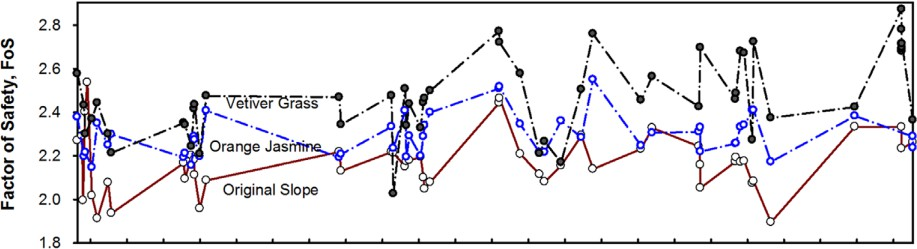 Factor of Safety, FoS
2.8
2.6
2.4
2.2
2.0
1.8
Vetiver Grass
Orange Jasmine
Original Slope